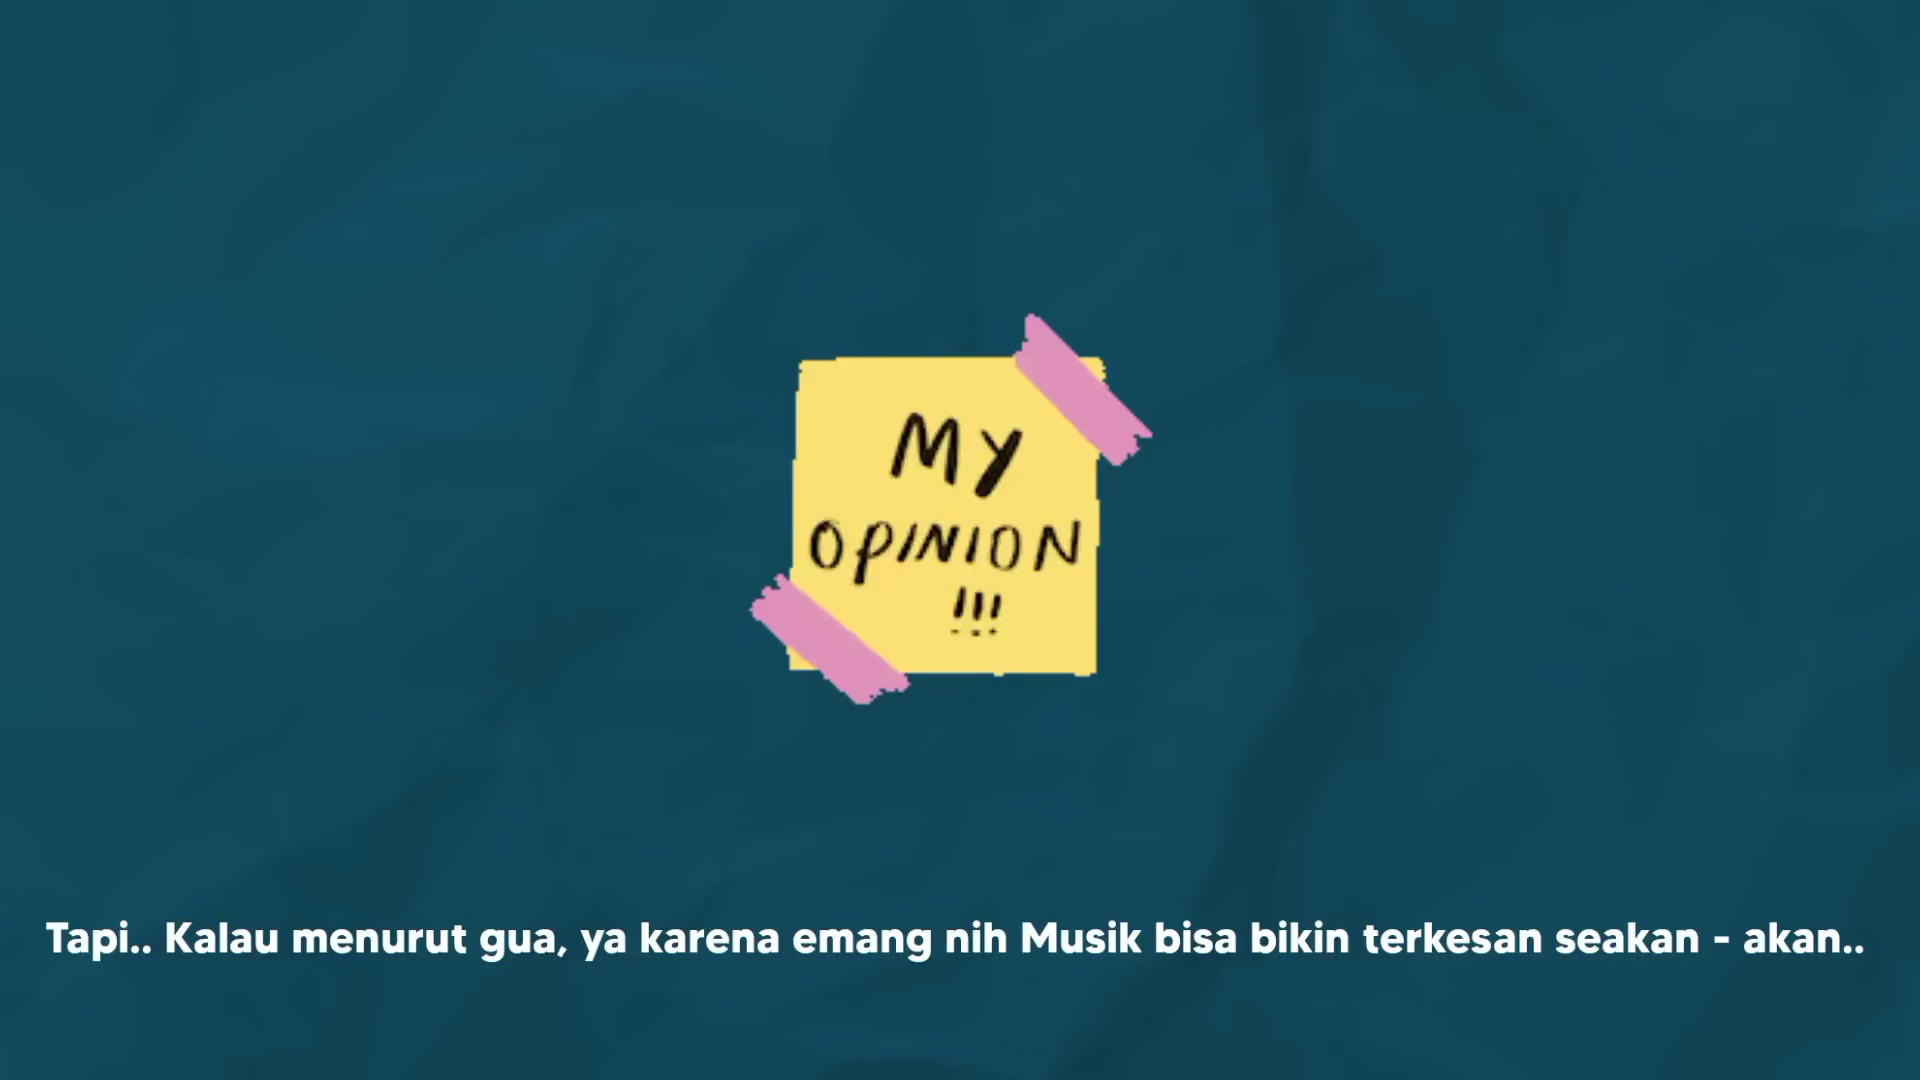 MY
OPINION
!!!
Tapi.. Kalau menurut gua, ya karena emang nih Musik bisa bikin terkesan seakan - akan..